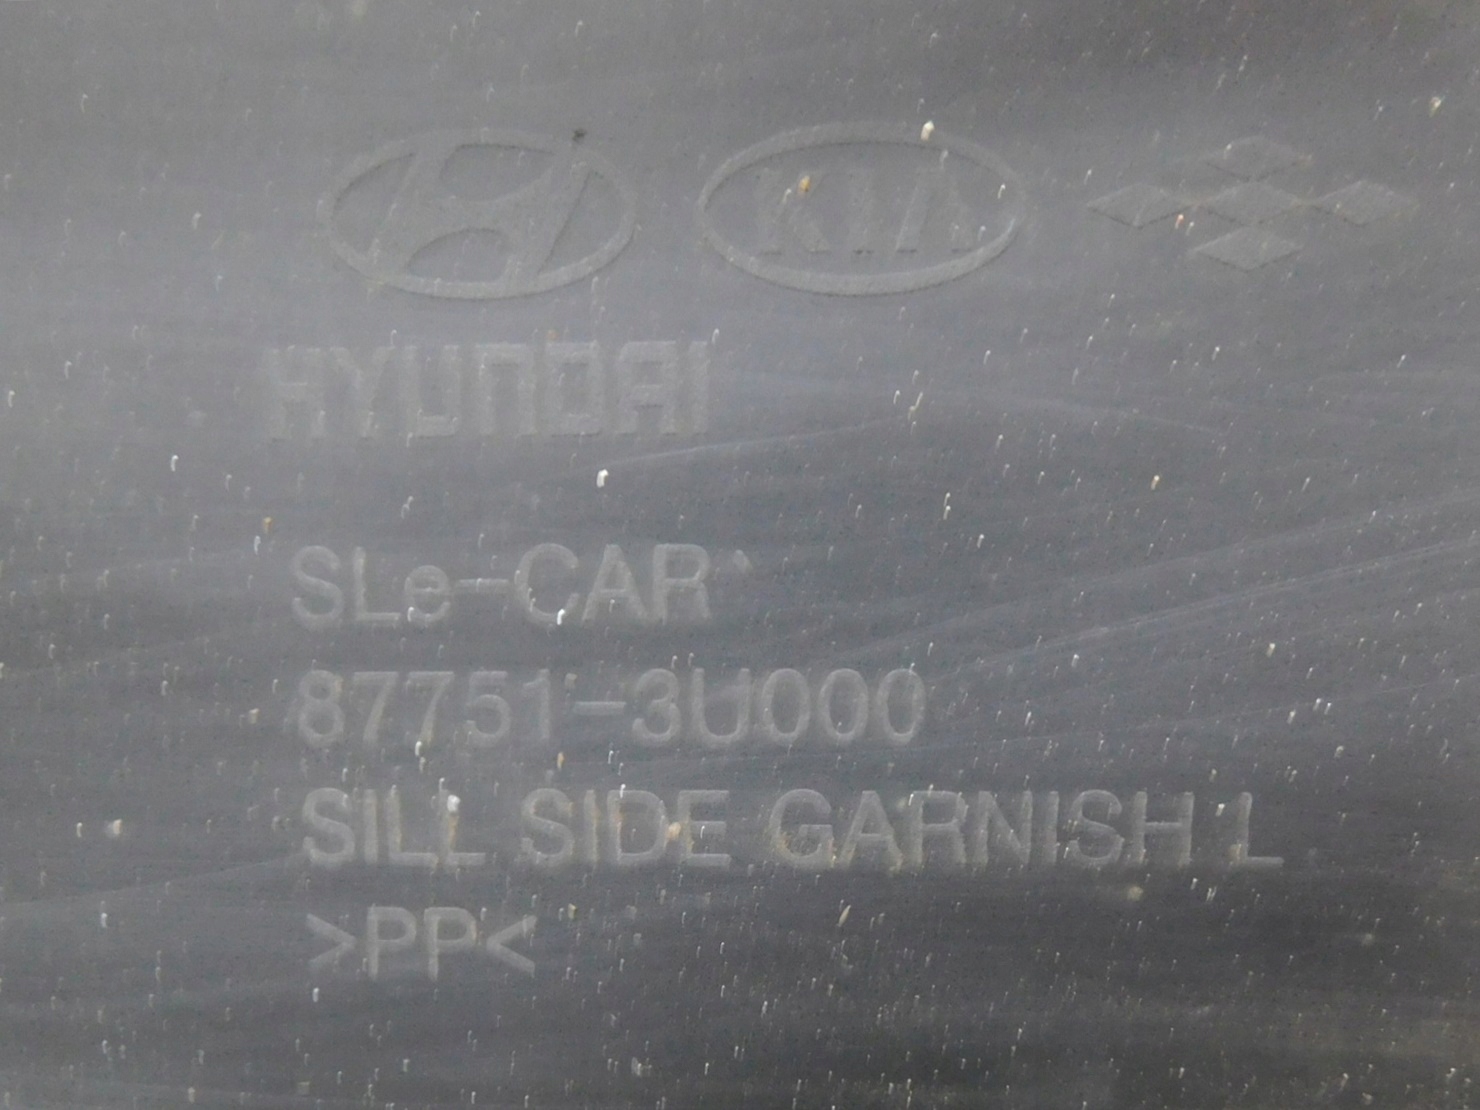 KIA
HYUNDAI
SLe-CAR
87751-3U000
SILL SIDE GARNISH L
>PP<